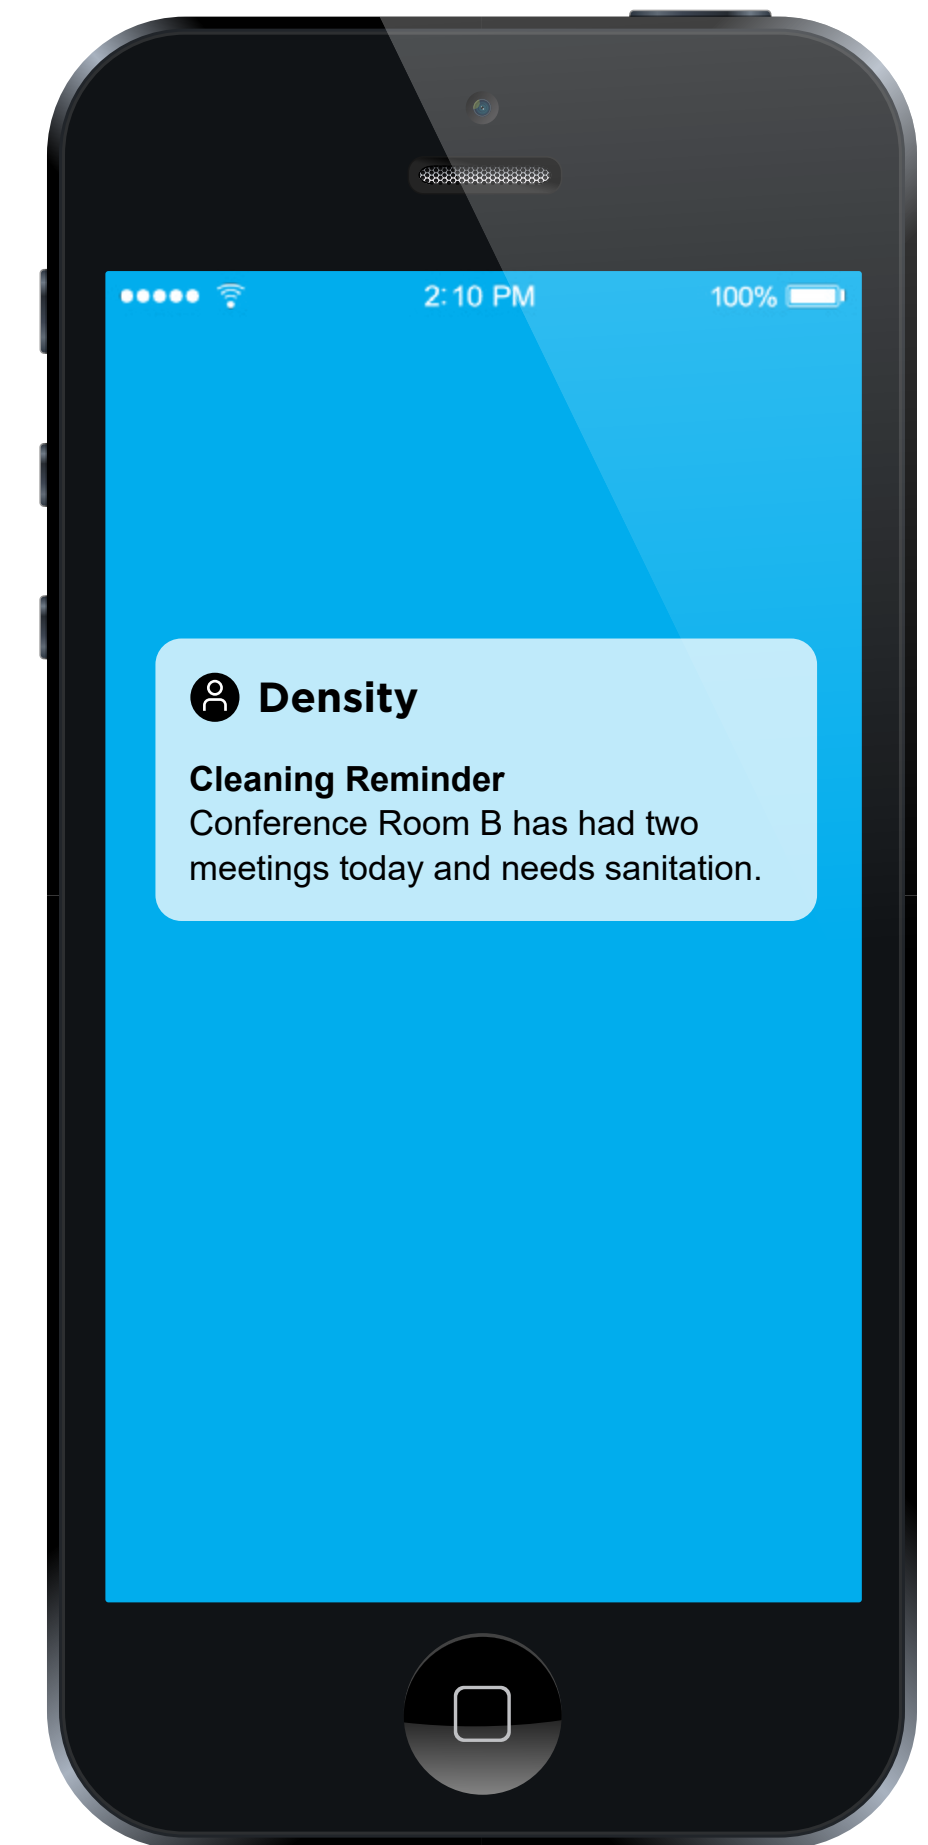 2:10 PM
100%
Density
Cleaning Reminder
Conference Room B has had two
meetings today and needs sanitation.